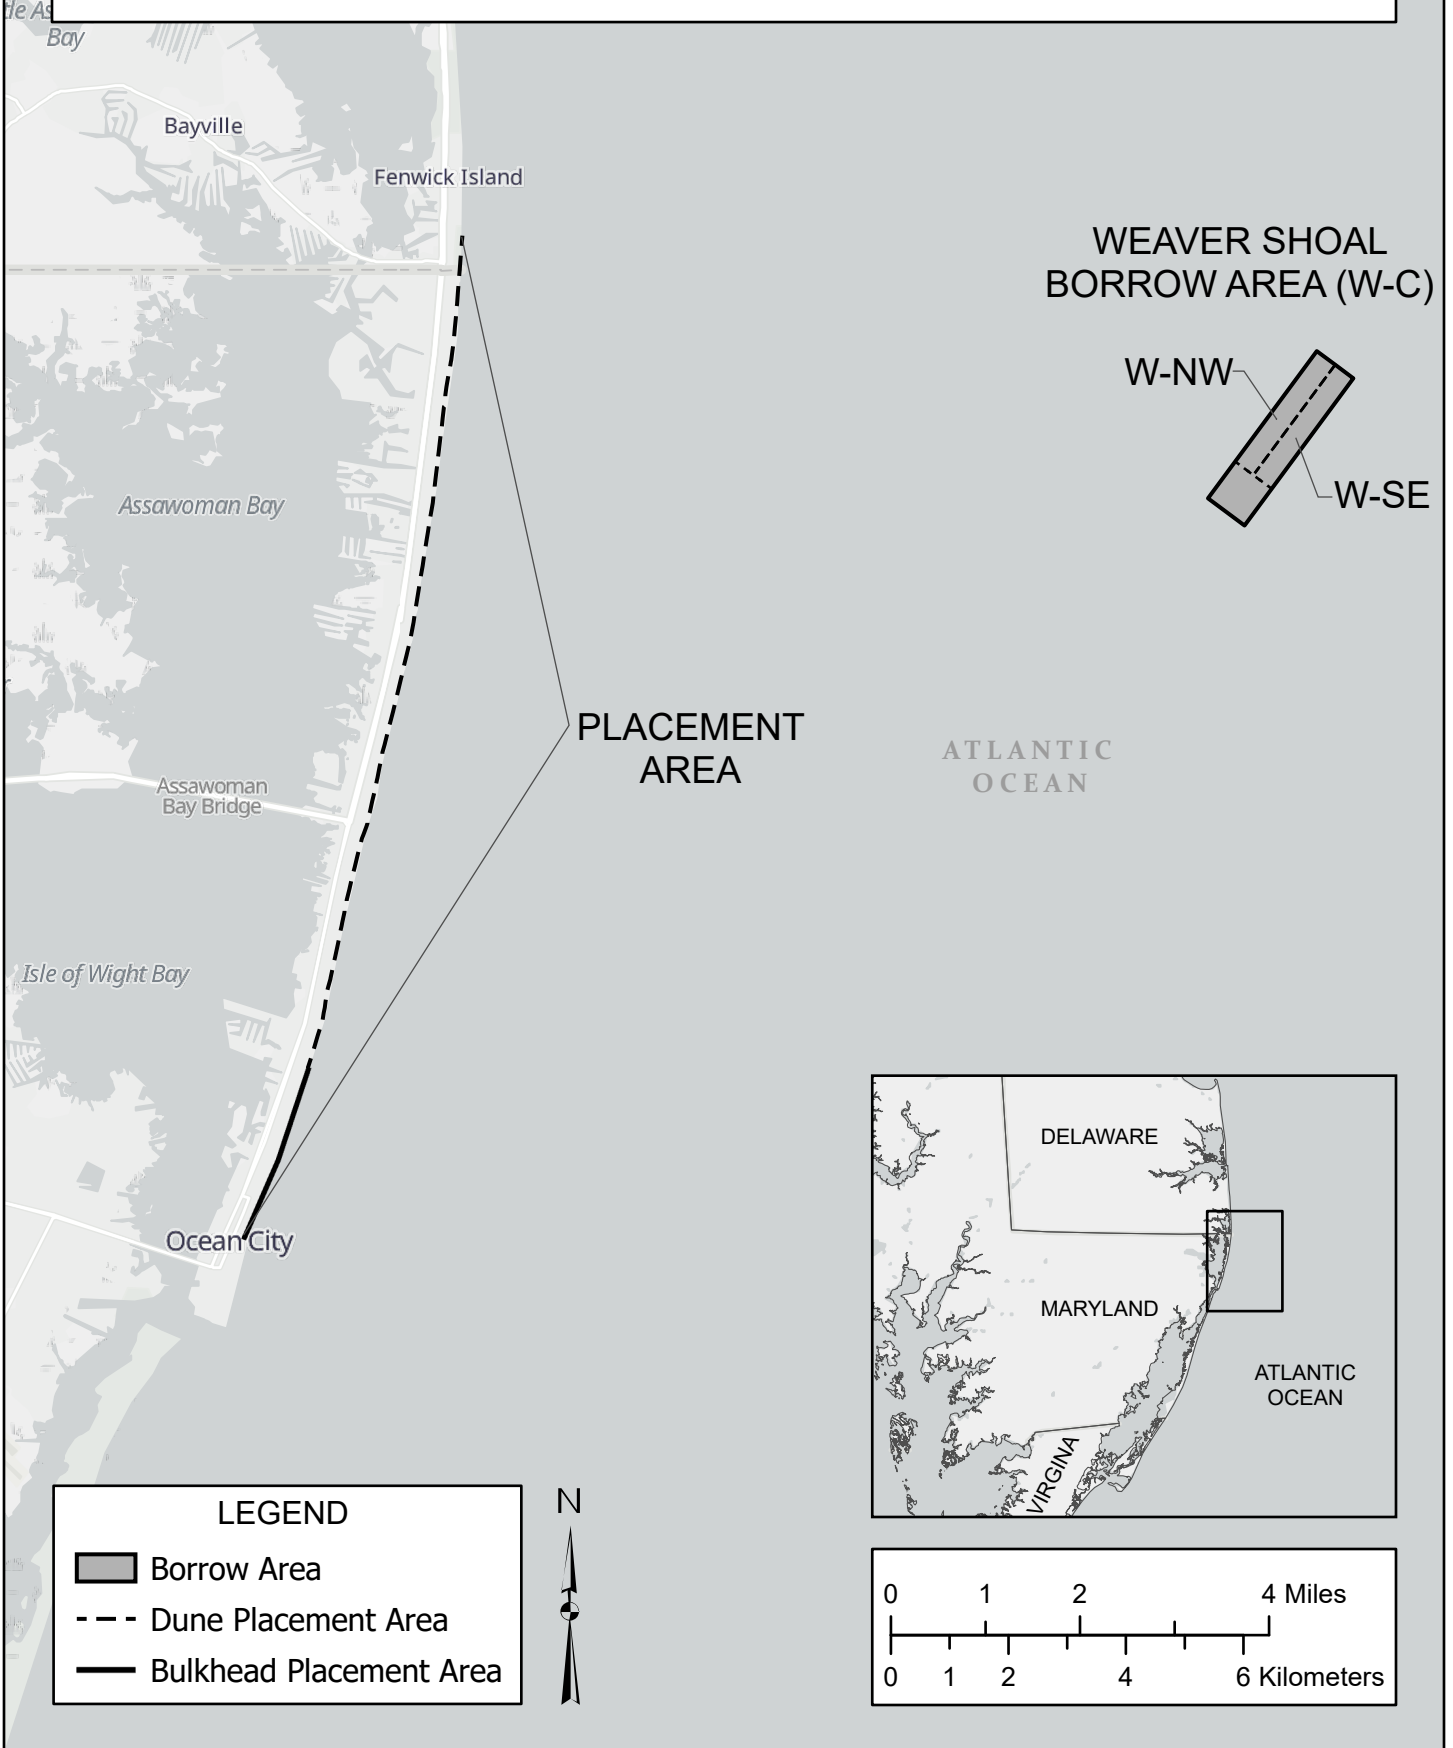 Bay
Bayville
Fenwick Island
WEAVER SHOAL
BORROW AREA (W-C)
W-NW
W-SE
Assawoman Bay
PLACEMENT
AREA
ATLANTIC
OCEAN
Assawoman
Bay Bridge
Isle of Wight Bay
Ocean City
DELAWARE
MARYLAND
VIRGINA
ATLANTIC
OCEAN
LEGEND
Borrow Area
Dune Placement Area
Bulkhead Placement Area
N
0 1 2 4 Miles
0 1 2 4 6 Kilometers